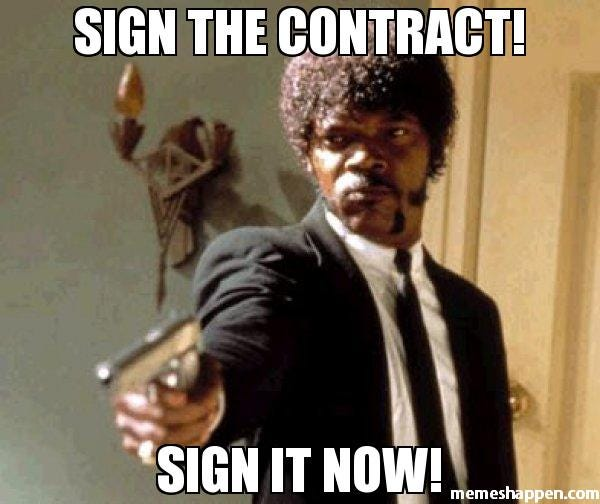 SIGN THE CONTRACT!
SIGN IT NOW!
memeshappen.com